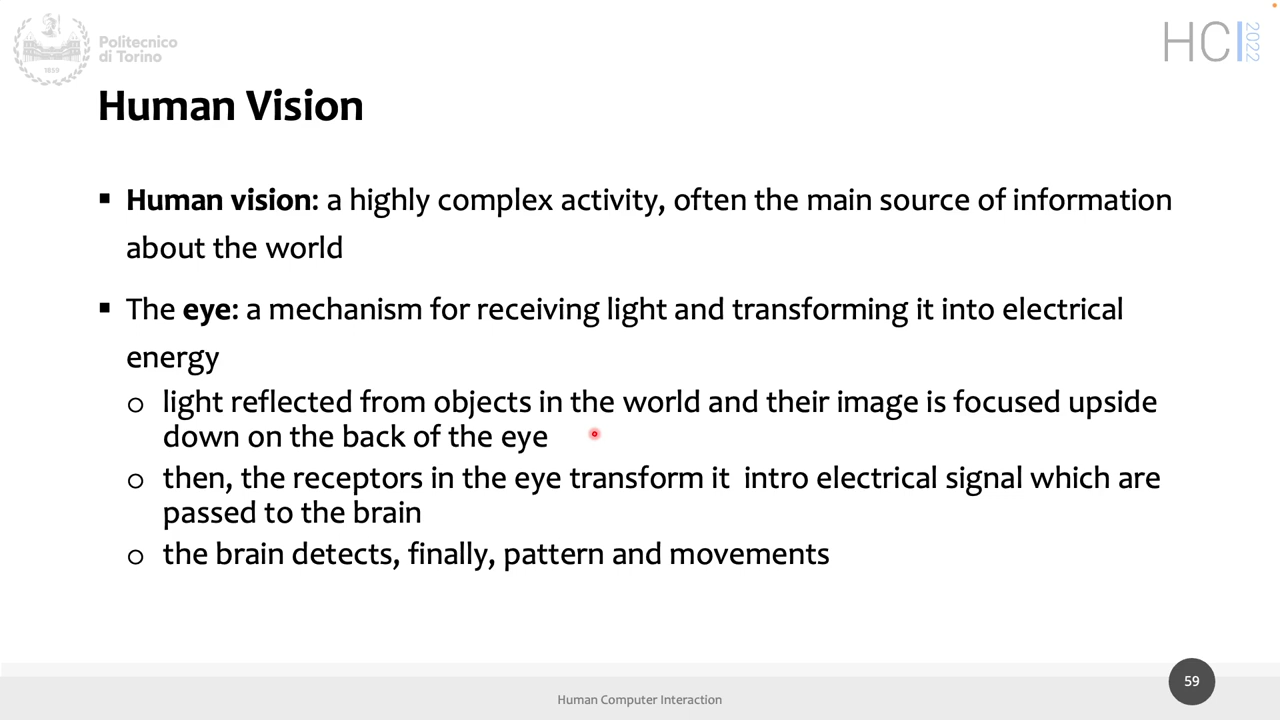 Politecnico
di Torino
1859
HCI 2022
Human Vision
▪ Human vision: a highly complex activity, often the main source of information
about the world
▪ The eye: a mechanism for receiving light and transforming it into electrical
energy
o light reflected from objects in the world and their image is focused upside
down on the back of the eye
o then, the receptors in the eye transform it  intro electrical signal which are
passed to the brain
o the brain detects, finally, pattern and movements
59
Human Computer Interaction